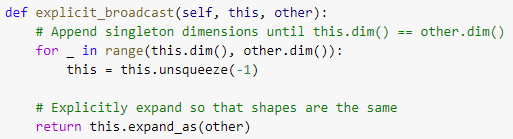 def explicit_broadcast(self, this, other):
    # Append singleton dimensions until this.dim() == other.dim()
    for _ in range(this.dim(), other.dim()):
        this = this.unsqueeze(-1)

    # Explicitly expand so that shapes are the same
    return this.expand_as(other)